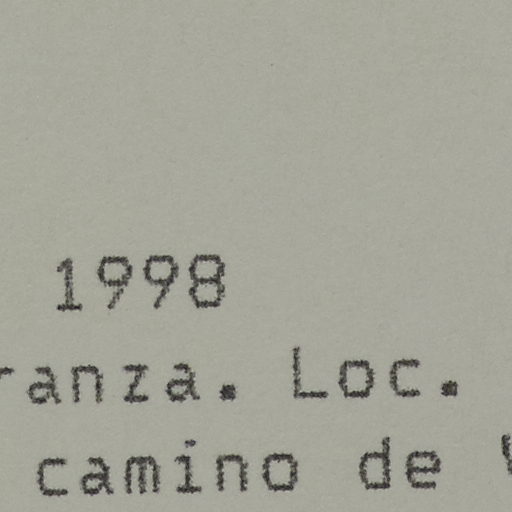 1998
ranza. Loc.
camino de